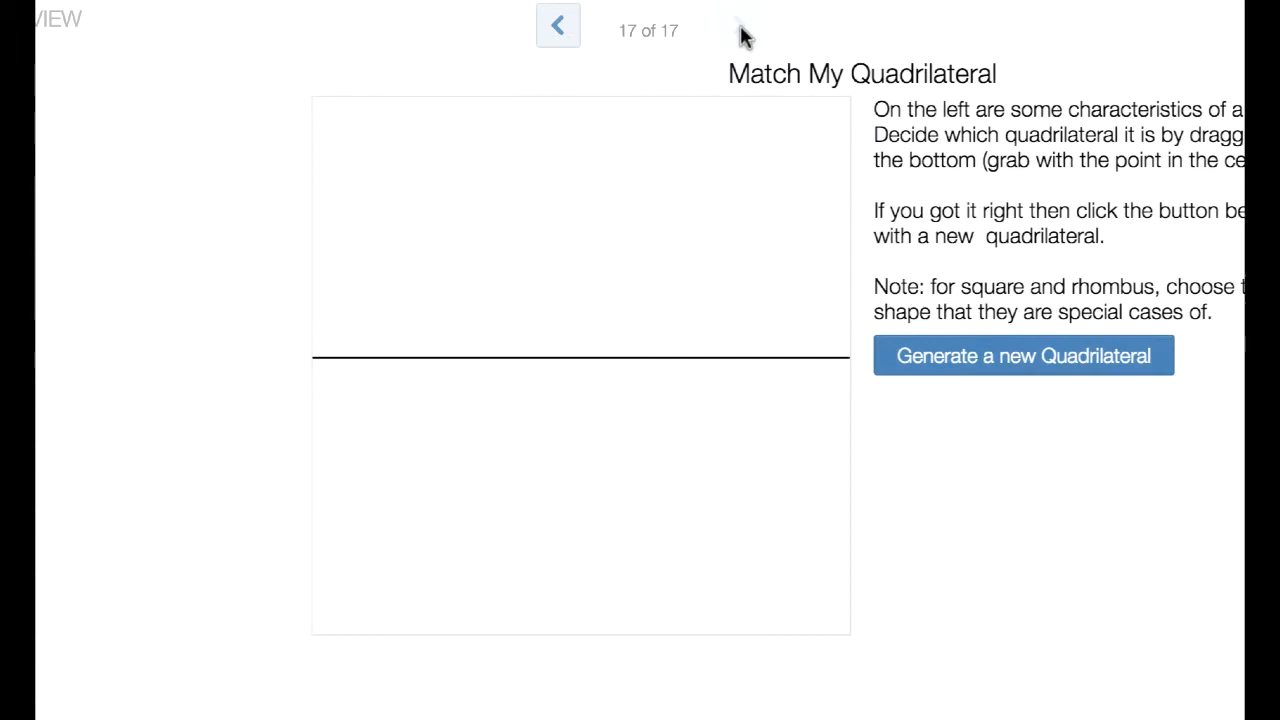 VIEW
17 of 17
Match My Quadrilateral
On the left are some characteristics of a
Decide which quadrilateral it is by dragg
the bottom (grab with the point in the ce
If you got it right then click the button be
with a new quadrilateral.
Note: for square and rhombus, choose t
shape that they are special cases of.
Generate a new Quadrilateral